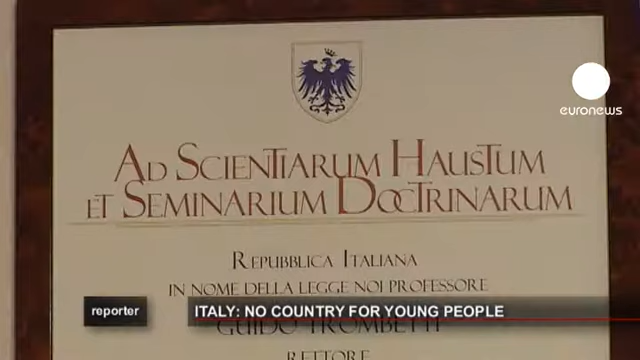 euronews
AD SCIENTIARUM HAUSTUM
ET SEMINARIUM DOCTRINARUM
REPUBBLICA ITALIANA
IN NOME DELLA LEGGE NOI PROFESSORE
GUIDO TROMBETTI
RETTORE
reporter
ITALY: NO COUNTRY FOR YOUNG PEOPLE